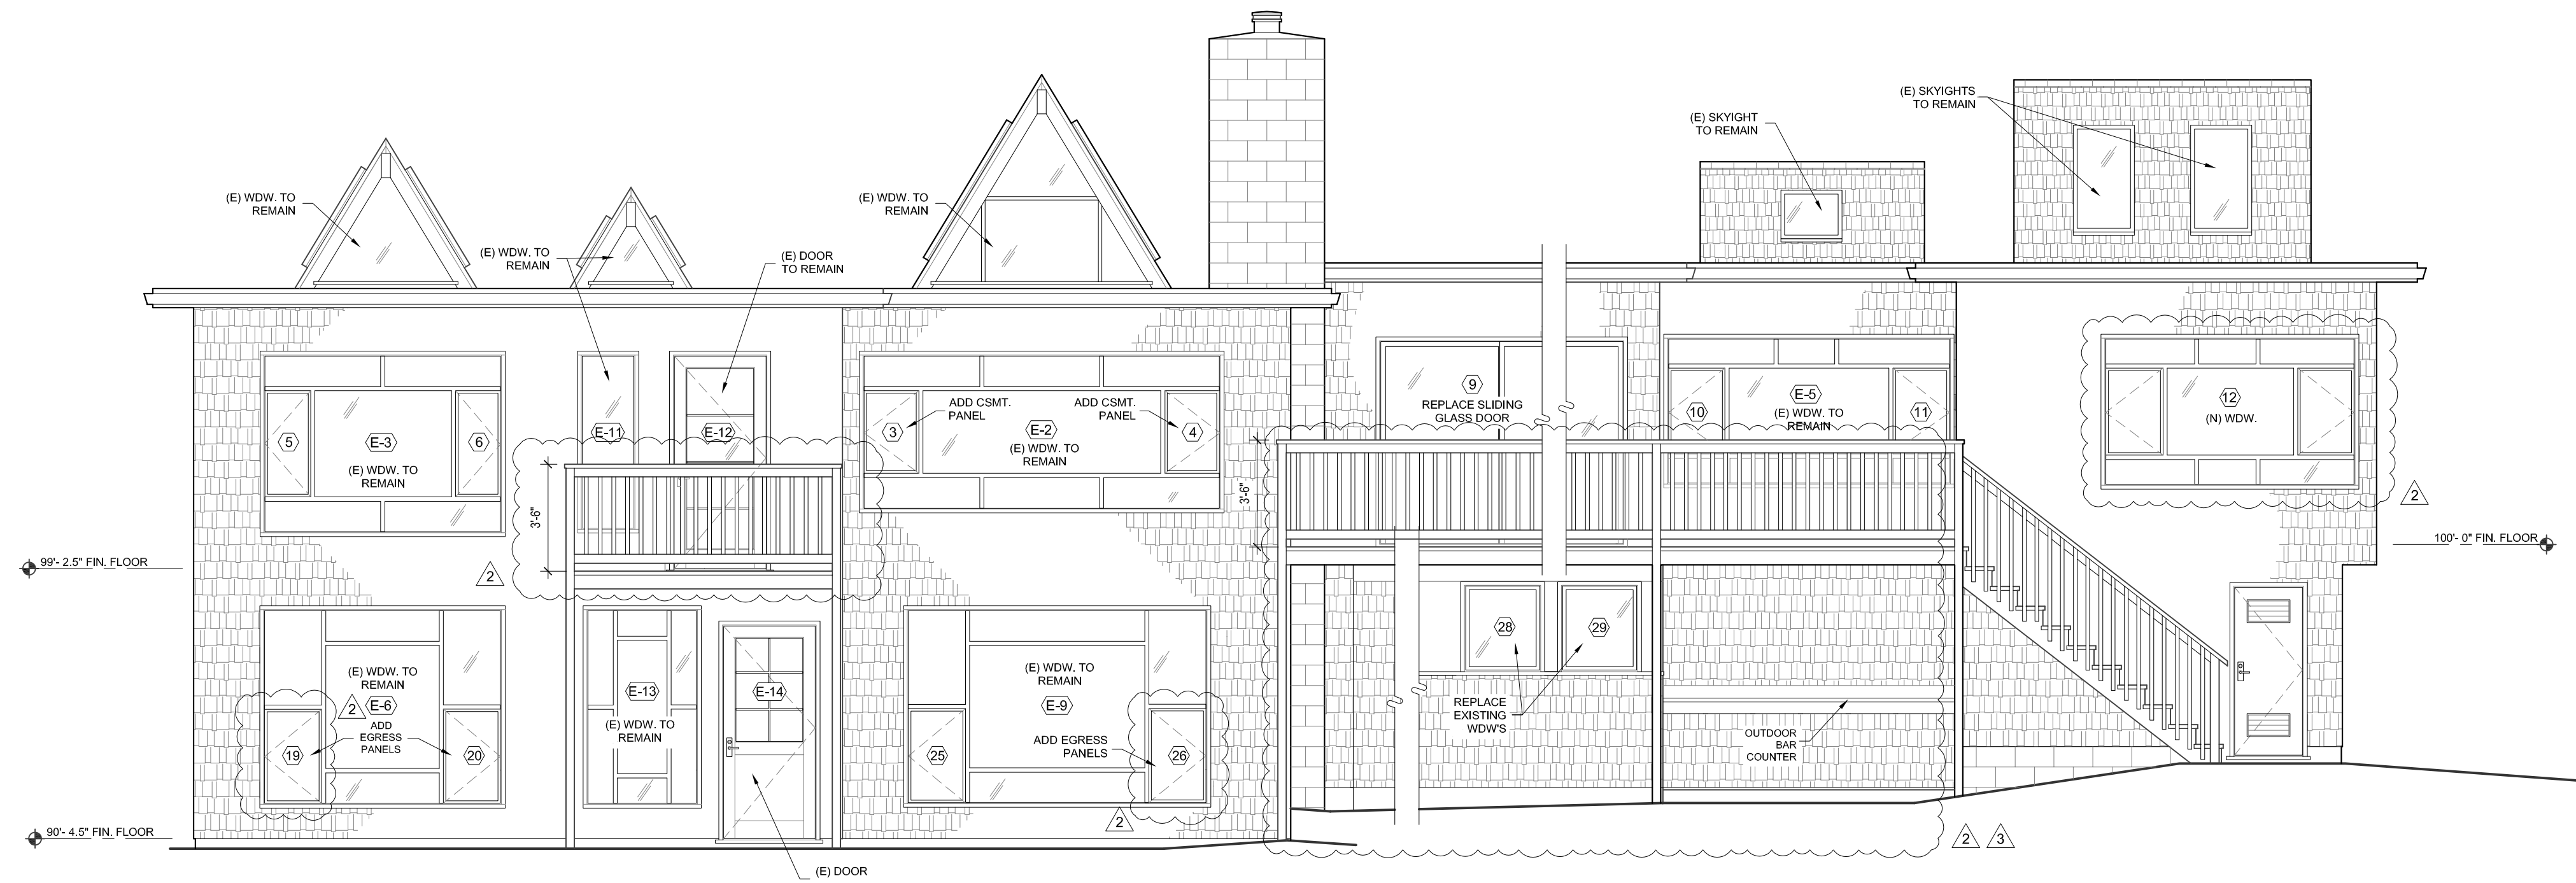 (E) SKYIGHTS
TO REMAIN
(E) SKYIGHT
TO REMAIN
(E) WDW. TO
REMAIN
(E) WDW. TO
REMAIN
(E) WDW. TO
REMAIN
(E) DOOR
TO REMAIN
5
E-3
6
(E) WDW. TO
REMAIN
E-11
E-12
ADD CSMT.
PANEL
ADD CSMT.
PANEL
3
E-2
4
(E) WDW. TO
REMAIN
9
REPLACE SLIDING
GLASS DOOR
10
E-5
(E) WDW. TO
REMAIN
11
12
(N) WDW.
3'-6"
3'-6"
2
2
99'- 2.5" FIN. FLOOR
100'- 0" FIN. FLOOR
(E) WDW. TO
REMAIN
2
E-6
ADD
EGRESS
PANELS
19
20
E-13
(E) WDW. TO
REMAIN
E-14
(E) WDW. TO
REMAIN
E-9
ADD EGRESS
PANELS
25
26
2
28
29
REPLACE
EXISTING
WDW'S
OUTDOOR
BAR
COUNTER
90'- 4.5" FIN. FLOOR
2
3
(E) DOOR